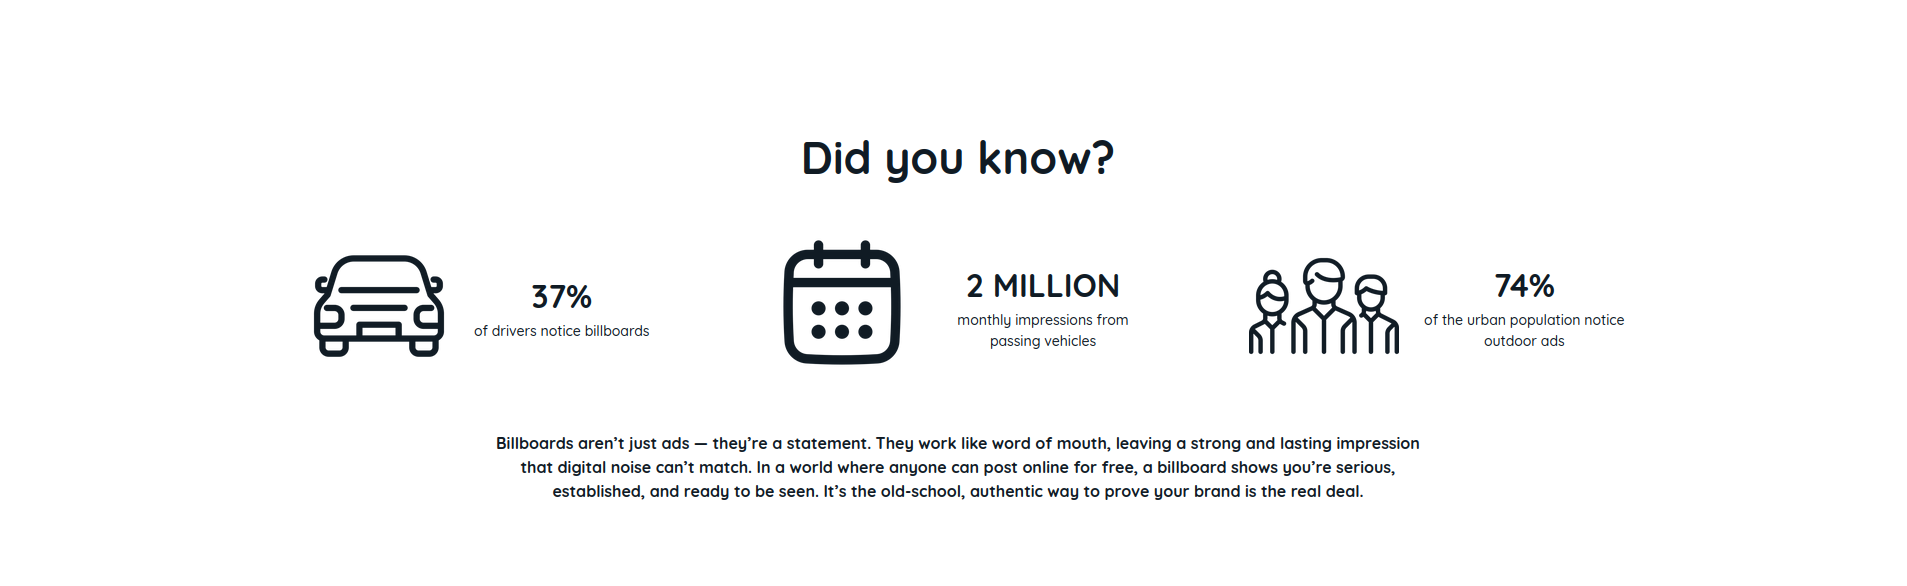 Did you know?
37%
of drivers notice billboards
2 MILLION
monthly impressions from
passing vehicles
74%
of the urban population notice
outdoor ads
Billboards aren’t just ads — they’re a statement. They work like word of mouth, leaving a strong and lasting impression
that digital noise can’t match. In a world where anyone can post online for free, a billboard shows you’re serious,
established, and ready to be seen. It’s the old-school, authentic way to prove your brand is the real deal.